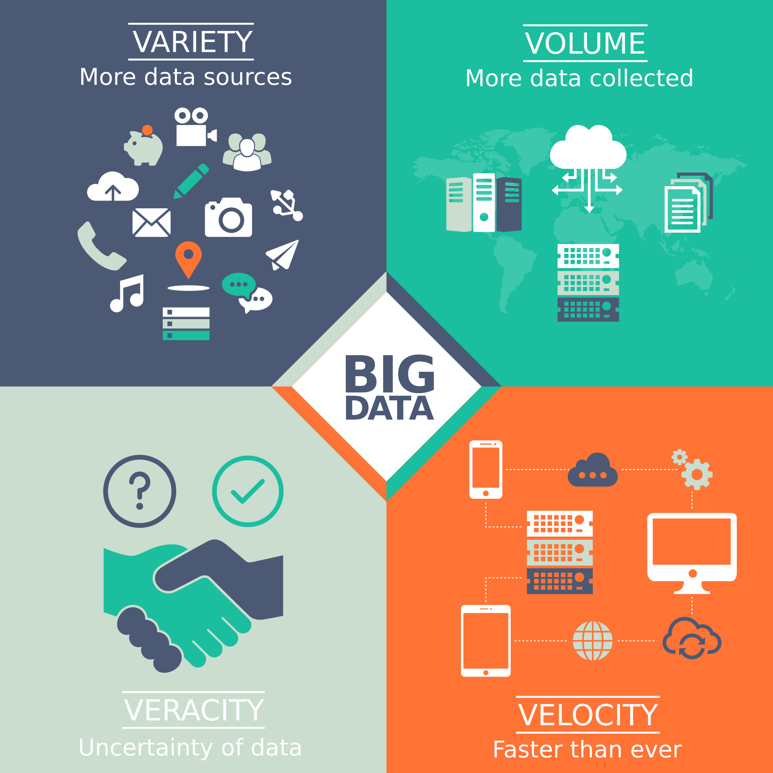 VARIETY
More data sources
VOLUME
More data collected
BIG
DATA
VERACITY
Uncertainty of data
VELOCITY
Faster than ever